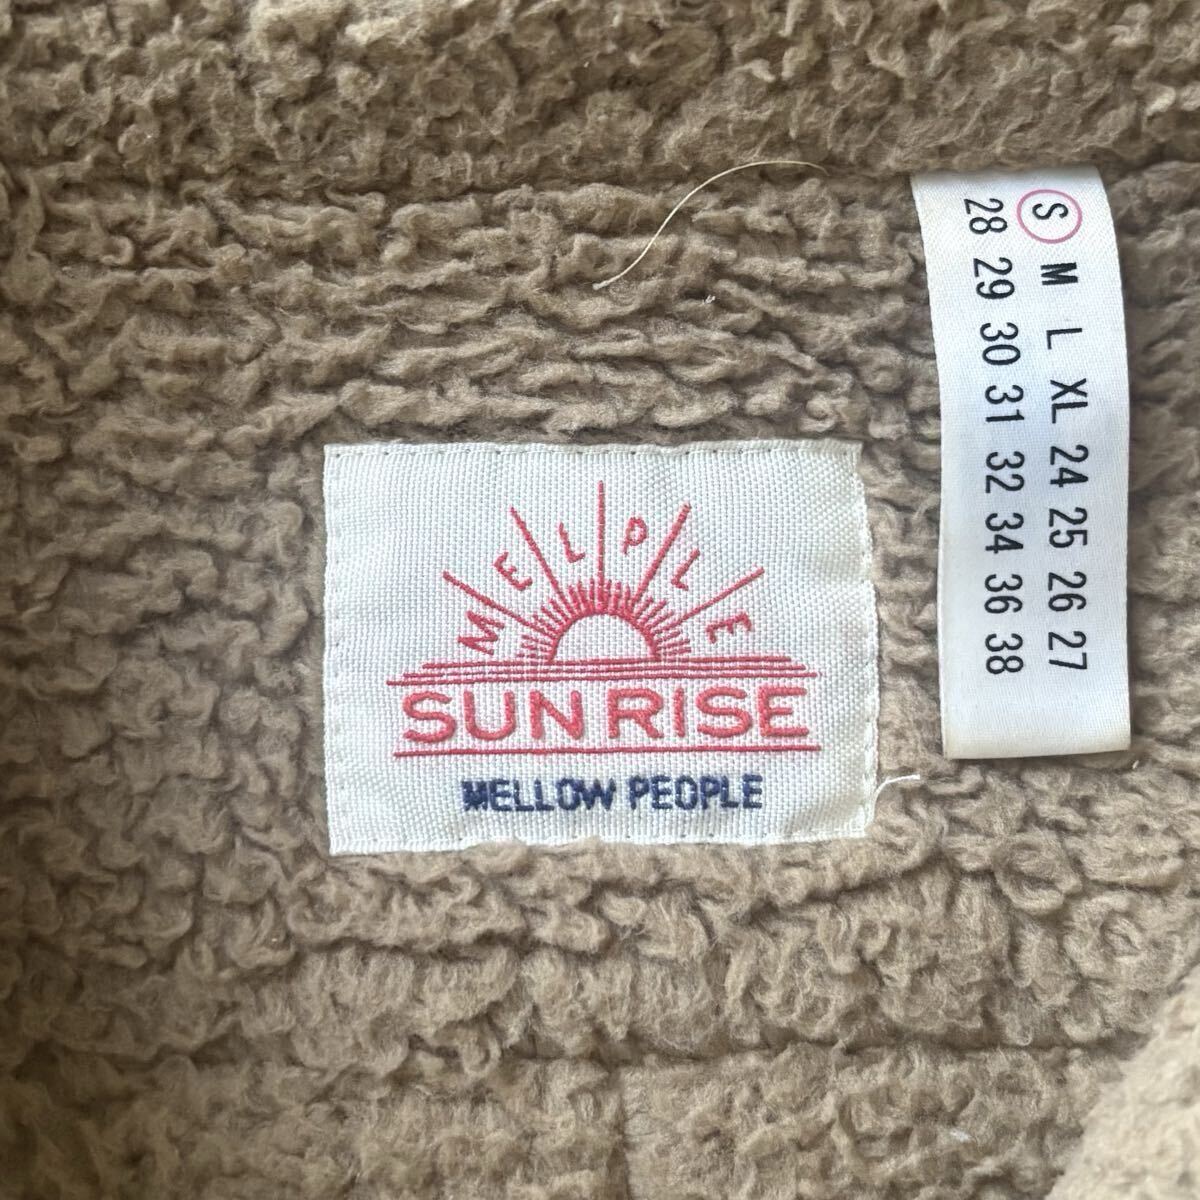 MELPLE
SUN RISE
MELLOW PEOPLE
S M L XL 24 25 26 27
28 29 30 31 32 34 36 38